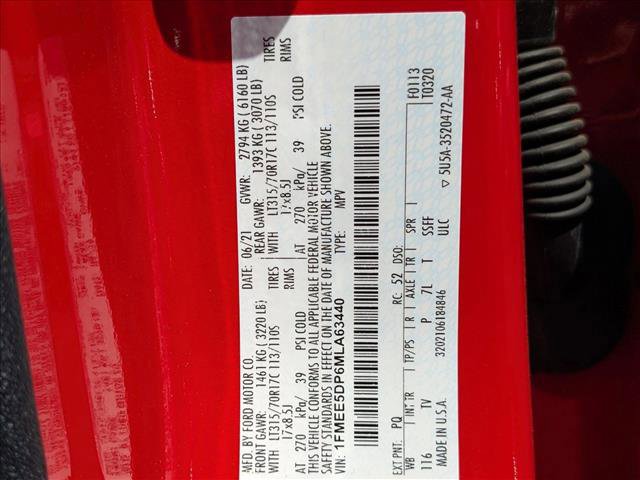 MFD. BY FORD MOTOR CO.
DATE: 06/21 GVWR: 2794 KG ( 6160 LB)
FRONT GAWR: 1461 KG ( 3220 LB) REAR GAWR: 1393 KG ( 3070 LB)
WITH LT315/70R17C 113/110S TIRES WITH LT315/70R17C 113/110S TIRES
17x8.5J RIMS 17x8.5J RIMS
AT 270 kPa/ 39 PSI COLD AT 270 kPa/ 39 PSI COLD
THIS VEHICLE CONFORMS TO ALL APPLICABLE FEDERAL MOTOR VEHICLE
SAFETY STANDARDS IN EFFECT ON THE DATE OF MANUFACTURE SHOWN ABOVE.
VIN: 1FMEE5DP6MLA63440 TYPE: MPV
F0113
EXT PNT: PQ RC: 52 DSO: T0320
WB INT TR TP/PS R AXLE TR SPR
116 TV P 7L T SSFF
MADE IN U.S.A. 3202106184846 ULC
▽ 5U5A-3520472-AA